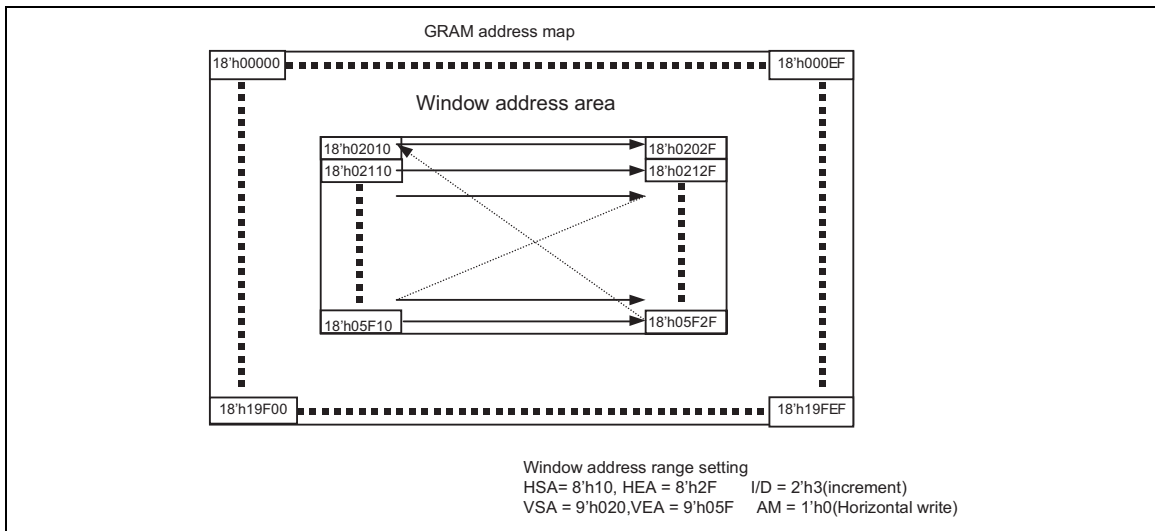 GRAM address map
18'h00000
18'h000EF
Window address area
18'h02010
18'h0202F
18'h02110
18'h0212F
18'h05F10
18'h05F2F
18'h19F00
18'h19FEF
Window address range setting
HSA= 8'h10, HEA = 8'h2F I/D = 2'h3(increment)
VSA = 9'h020,VEA = 9'h05F AM = 1'h0(Horizontal write)